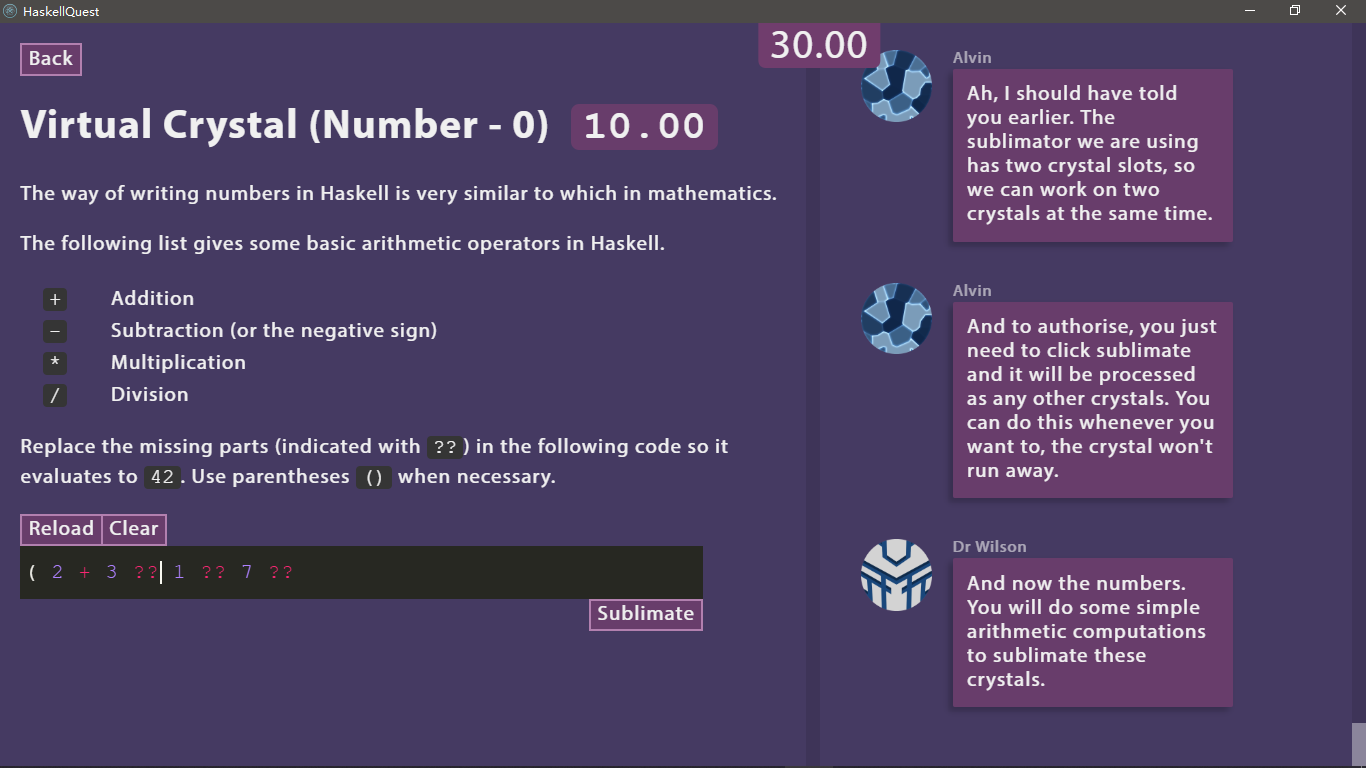 HaskellQuest
30.00
Back
Virtual Crystal (Number - 0) 10.00
The way of writing numbers in Haskell is very similar to which in mathematics.
The following list gives some basic arithmetic operators in Haskell.
+ Addition
− Subtraction (or the negative sign)
* Multiplication
/ Division
Replace the missing parts (indicated with ??) in the following code so it
evaluates to 42. Use parentheses () when necessary.
Reload Clear
( 2 + 3 ?? 1 ?? 7 ??
Sublimate
Alvin
Ah, I should have told
you earlier. The
sublimator we are using
has two crystal slots, so
we can work on two
crystals at the same time.
Alvin
And to authorise, you just
need to click sublimate
and it will be processed
as any other crystals. You
can do this whenever you
want to, the crystal won't
run away.
Dr Wilson
And now the numbers.
You will do some simple
arithmetic computations
to sublimate these
crystals.